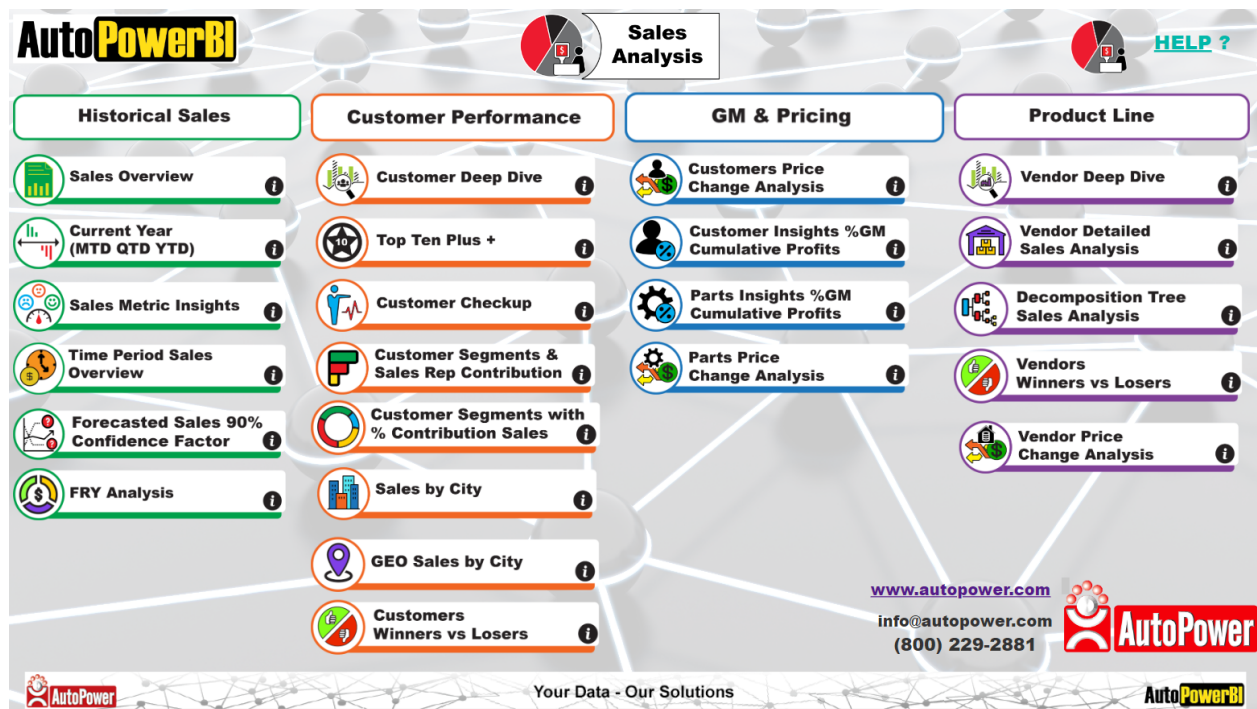 AutoPowerBI
Sales
Analysis
HELP ?
Historical Sales
Sales Overview
Current Year
(MTD QTD YTD)
Sales Metric Insights
Time Period Sales
Overview
Forecasted Sales 90%
Confidence Factor
FRY Analysis
Customer Performance
Customer Deep Dive
10
Top Ten Plus +
Customer Checkup
Customer Segments &
Sales Rep Contribution
Customer Segments with
% Contribution Sales
Sales by City
GEO Sales by City
Customers
Winners vs Losers
GM & Pricing
Customers Price
Change Analysis
Customer Insights %GM
Cumulative Profits
Parts Insights %GM
Cumulative Profits
Parts Price
Change Analysis
Product Line
Vendor Deep Dive
Vendor Detailed
Sales Analysis
Decomposition Tree
Sales Analysis
Vendors
Winners vs Losers
Vendor Price
Change Analysis
www.autopower.com
info@autopower.com
(800) 229-2881
AutoPower
AutoPower
Your Data - Our Solutions
AutoPowerBI